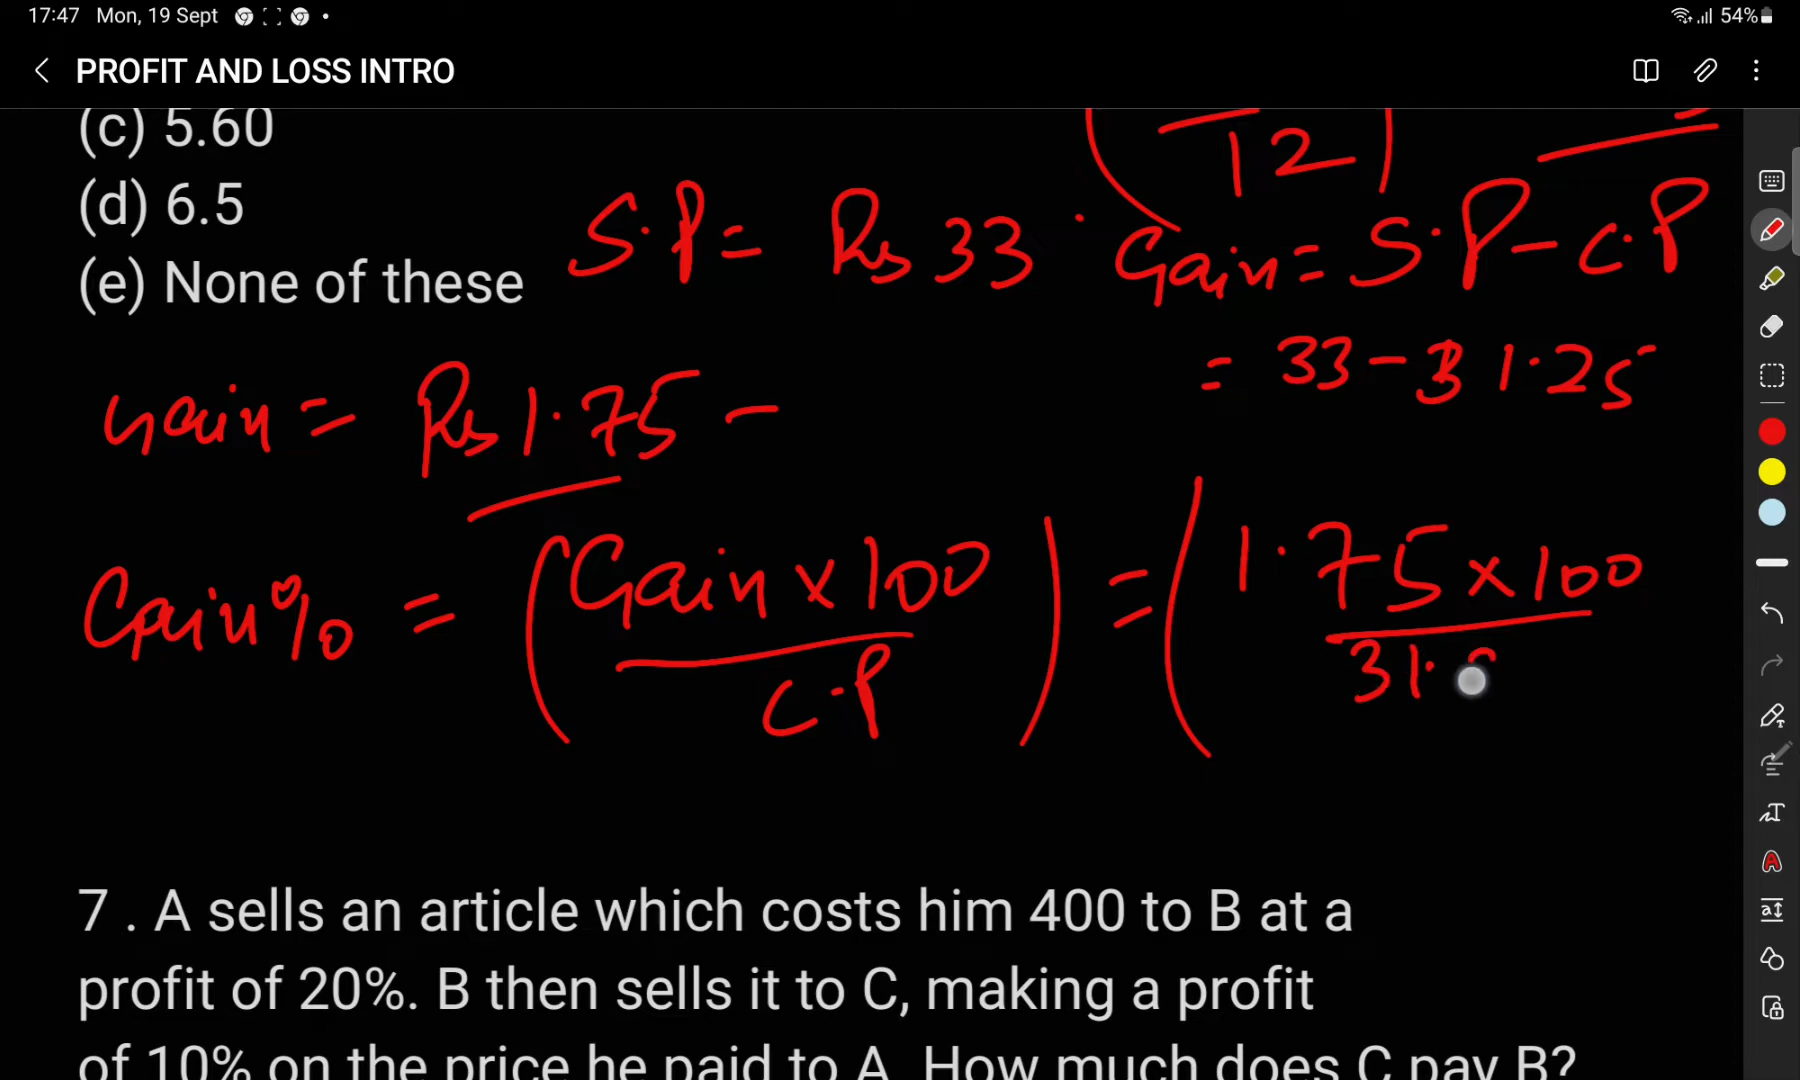 17:47 Mon, 19 Sept 54%
PROFIT AND LOSS INTRO
(c) 5.60
12
(d) 6.5
S.P = Rs 33 Gain = S.P - C.P
(e) None of these
= 33 - 31.25
Gain = Rs 1.75 -
Gain% = (Gain x 100 / C.P) = (1.75 x 100 / 31.
7 . A sells an article which costs him 400 to B at a
profit of 20%. B then sells it to C, making a profit
of 10% on the price he paid to A. How much does C pay B?